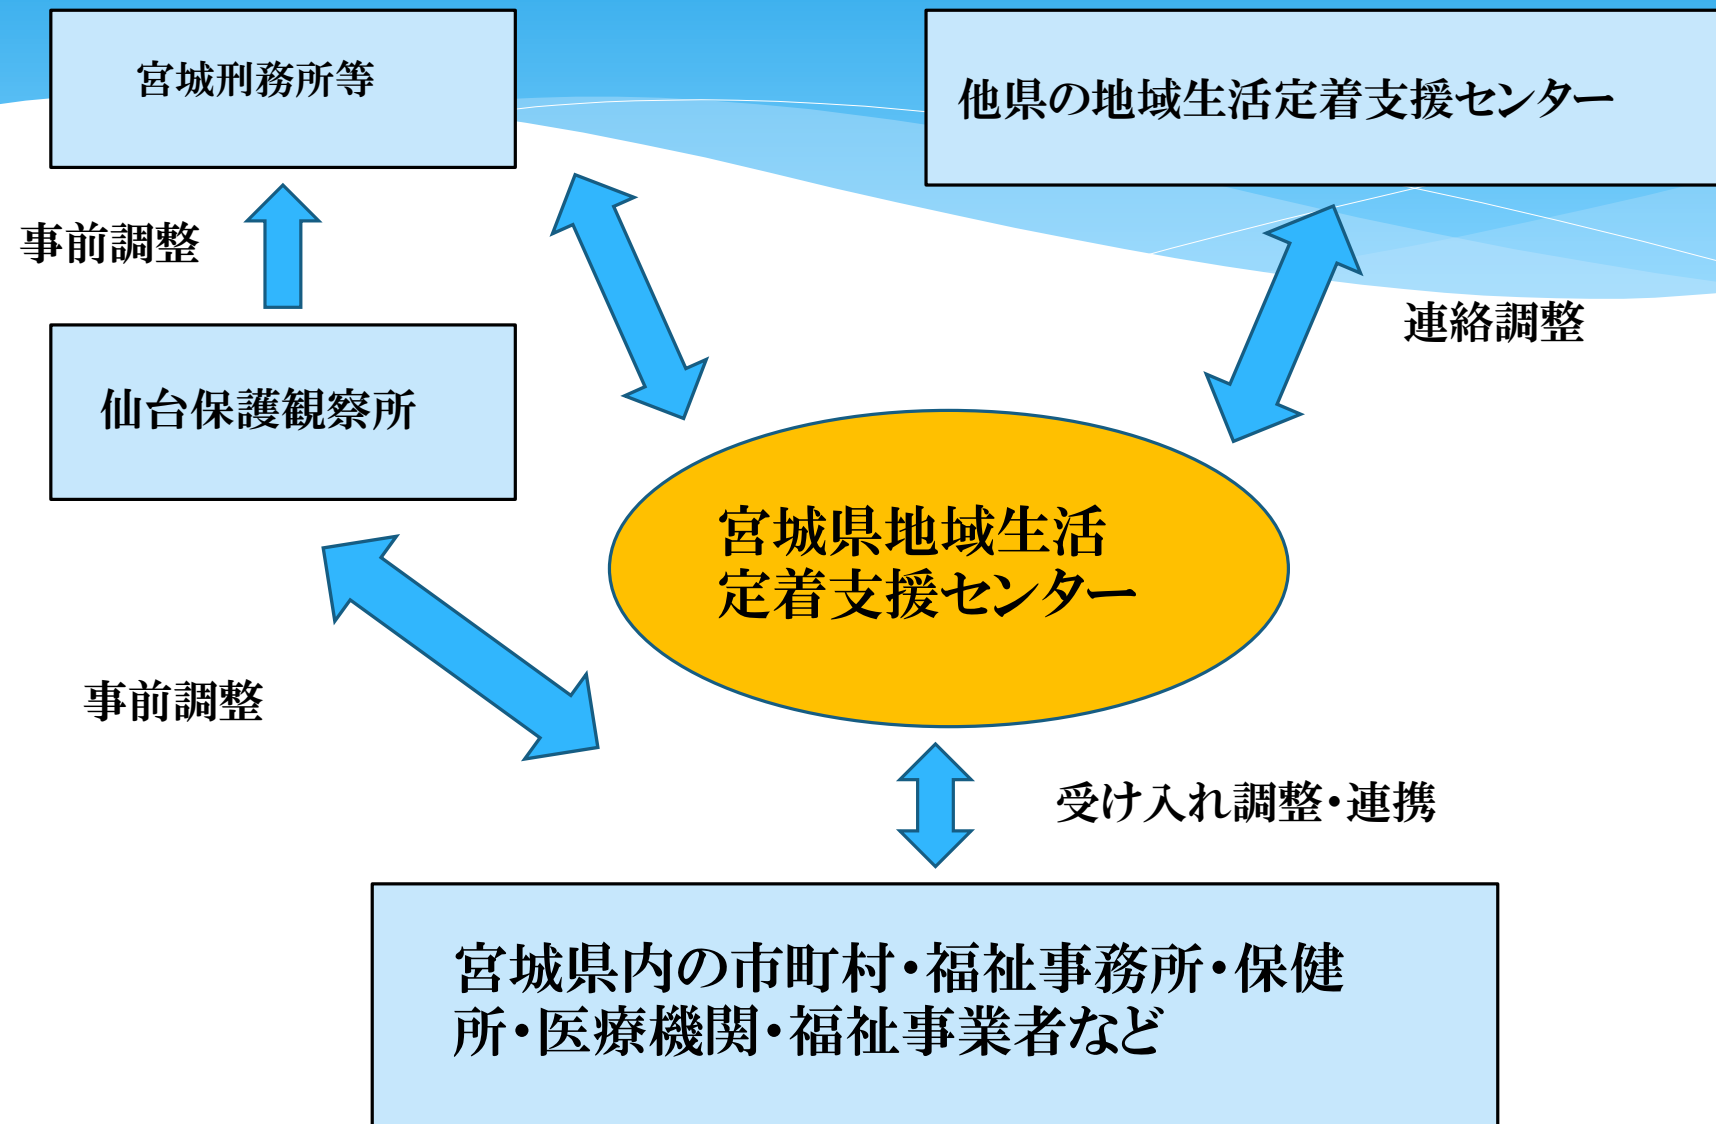 宮城刑務所等
他県の地域生活定着支援センター
事前調整
連絡調整
仙台保護観察所
宮城県地域生活
定着支援センター
事前調整
受け入れ調整・連携
宮城県内の市町村・福祉事務所・保健
所・医療機関・福祉事業者など